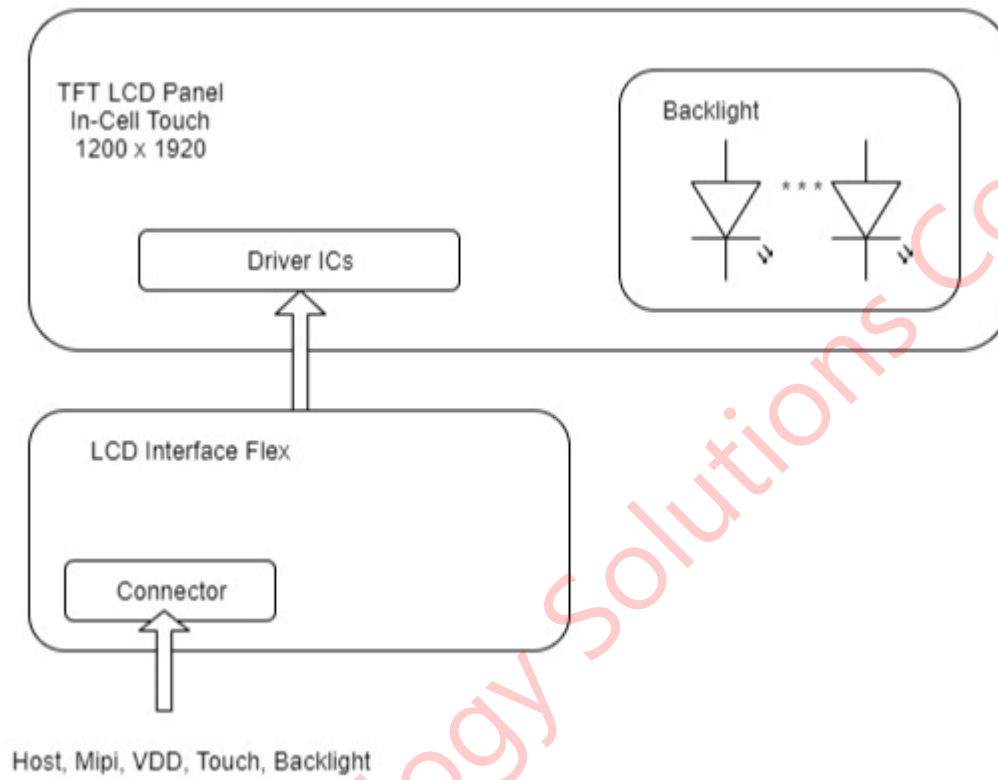 TFT LCD Panel
In-Cell Touch
1200 x 1920
Backlight
* * *
Driver ICs
LCD Interface Flex
Connector
Host, Mipi, VDD, Touch, Backlight
Solutions